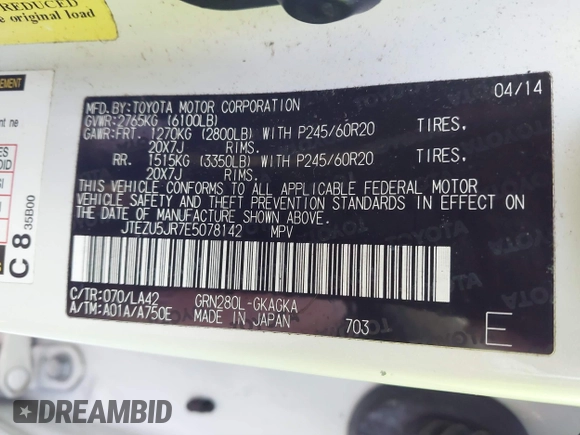 REDUCED
e original load
EMENT
nt ne
C 8 35B00
MFD. BY: TOYOTA MOTOR CORPORATION 04/14
GVWR: 2765KG (6100LB)
GAWR: FRT. 1270KG (2800LB) WITH P245/60R20 TIRES,
20X7J RIMS.
RR. 1515KG (3350LB) WITH P245/60R20 TIRES,
20X7J RIMS.
THIS VEHICLE CONFORMS TO ALL APPLICABLE FEDERAL MOTOR
VEHICLE SAFETY AND THEFT PREVENTION STANDARDS IN EFFECT ON
THE DATE OF MANUFACTURE SHOWN ABOVE.
JTEZU5JR7E5078142 MPV
C/TR: 070/LA42 GRN280L-GKAGKA
A/TM: A01A/A750E MADE IN JAPAN 703 E
DREAMBID